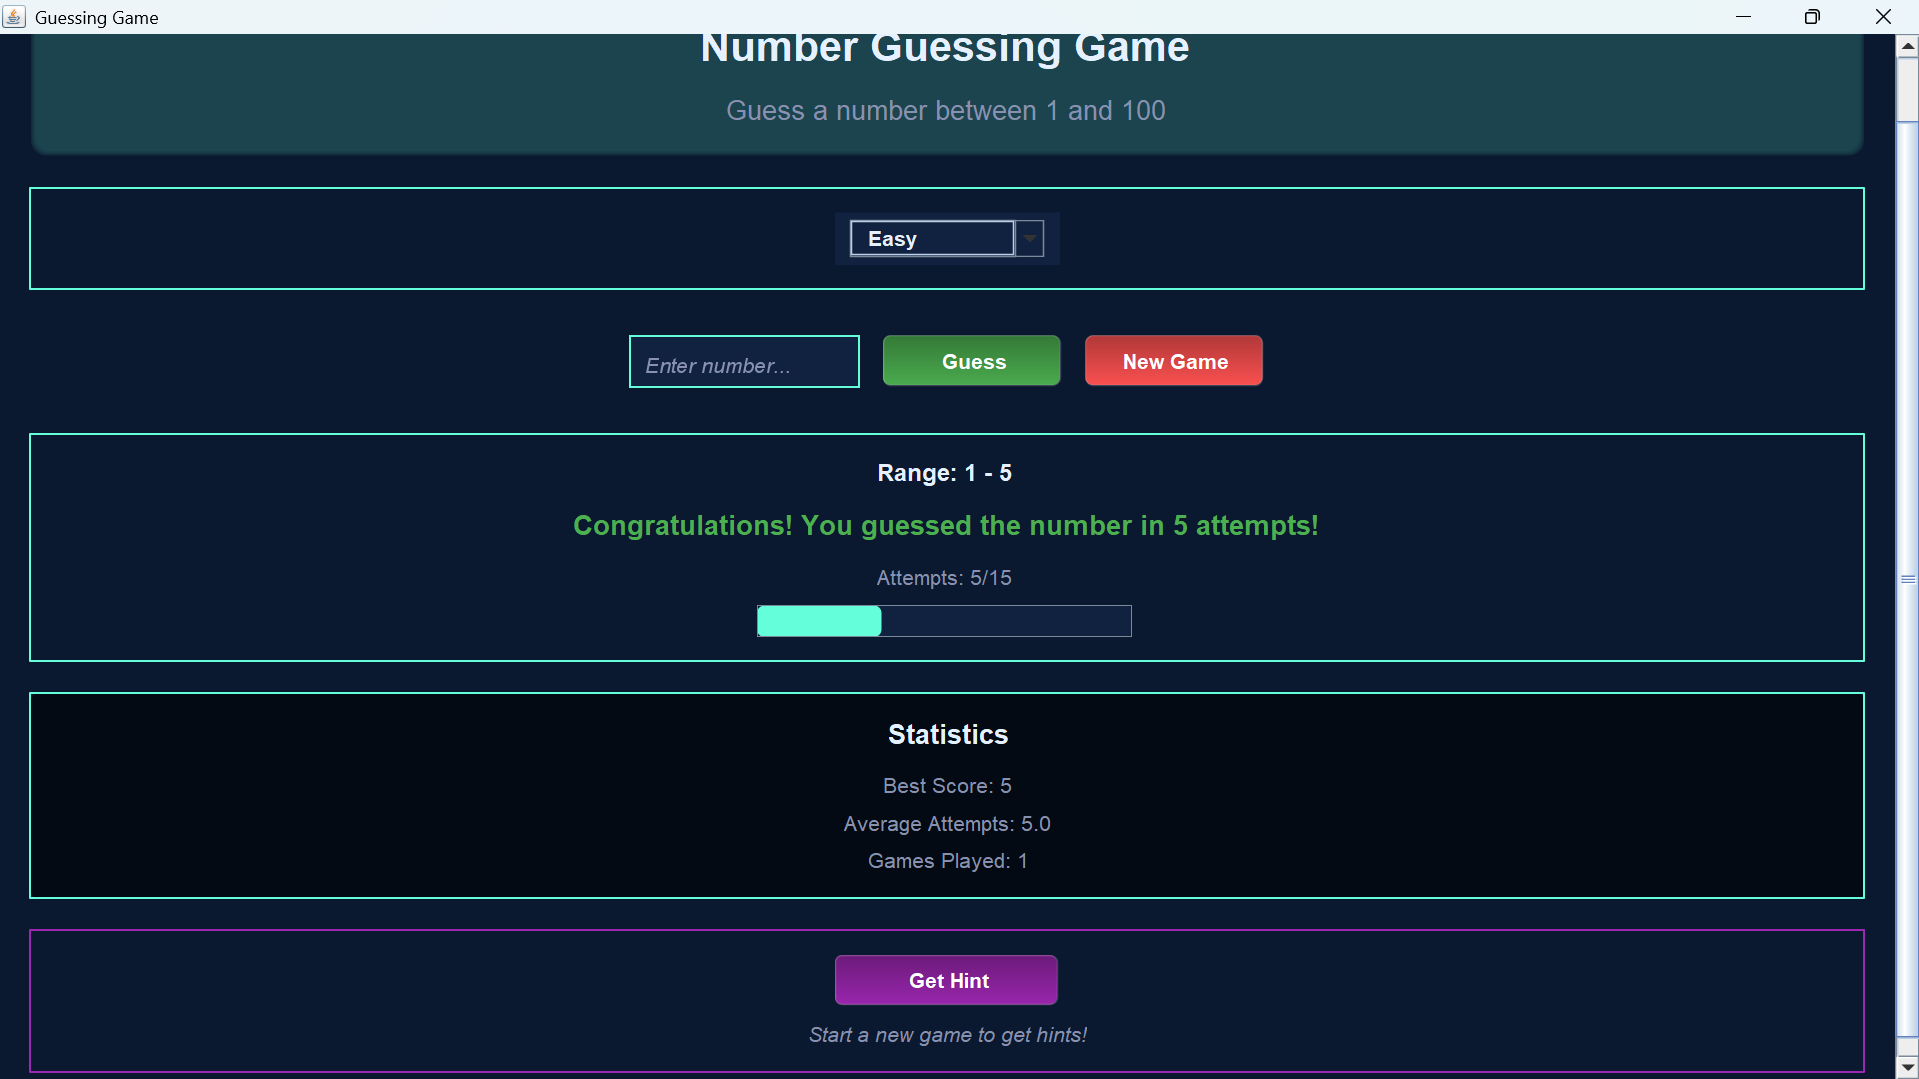 Guessing Game
Number Guessing Game
Guess a number between 1 and 100
Easy
Enter number...
Guess
New Game
Range: 1 - 5
Congratulations! You guessed the number in 5 attempts!
Attempts: 5/15
Statistics
Best Score: 5
Average Attempts: 5.0
Games Played: 1
Get Hint
Start a new game to get hints!